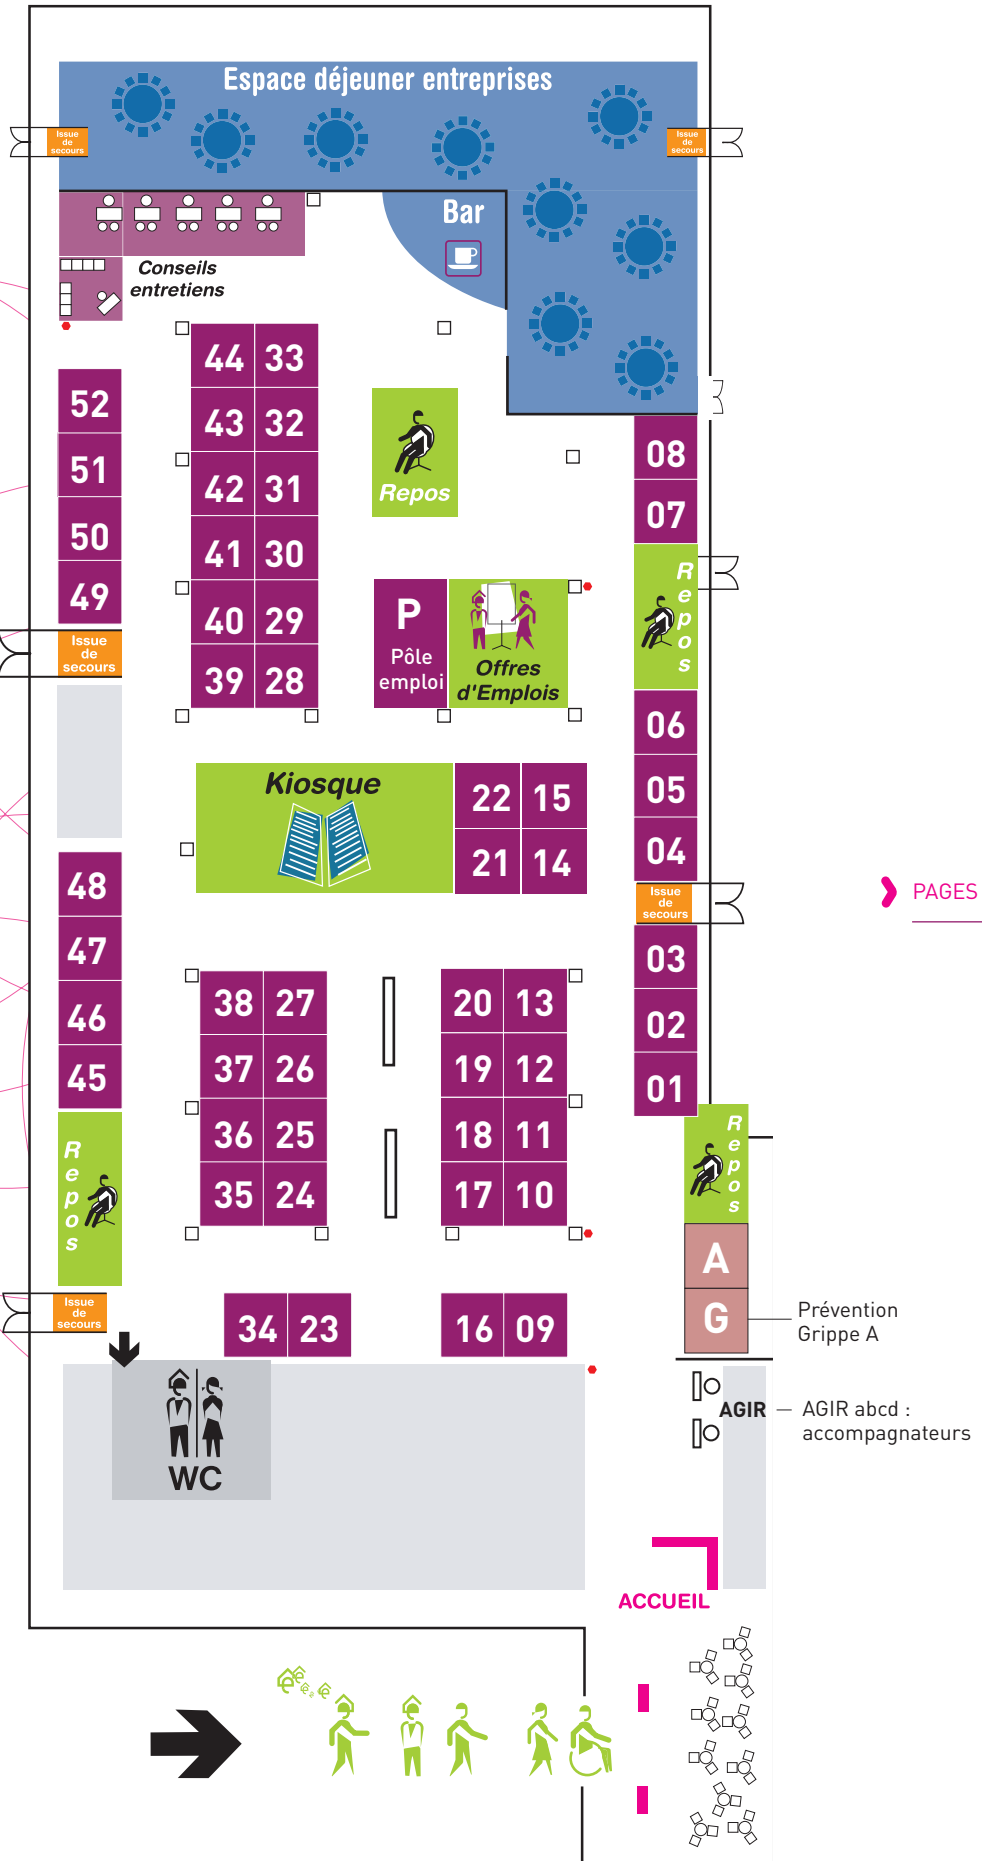 Espace déjeuner entreprises
Issue
de
secours
Issue
de
secours
Bar
Conseils
entretiens
44 33
43 32
42 31
41 30
40 29
39 28
52
51
50
49
Repos
08
07
Repos
P
Pôle
emploi
Offres
d'Emplois
Issue
de
secours
06
05
04
Kiosque
22 15
21 14
Issue
de
secours
PAGES
48
47
46
45
03
02
01
38 27
37 26
36 25
35 24
20 13
19 12
18 11
17 10
Repos
Repos
A
G
Prévention
Grippe A
Issue
de
secours
34 23
16 09
WC
AGIR
AGIR abcd :
accompagnateurs
ACCUEIL